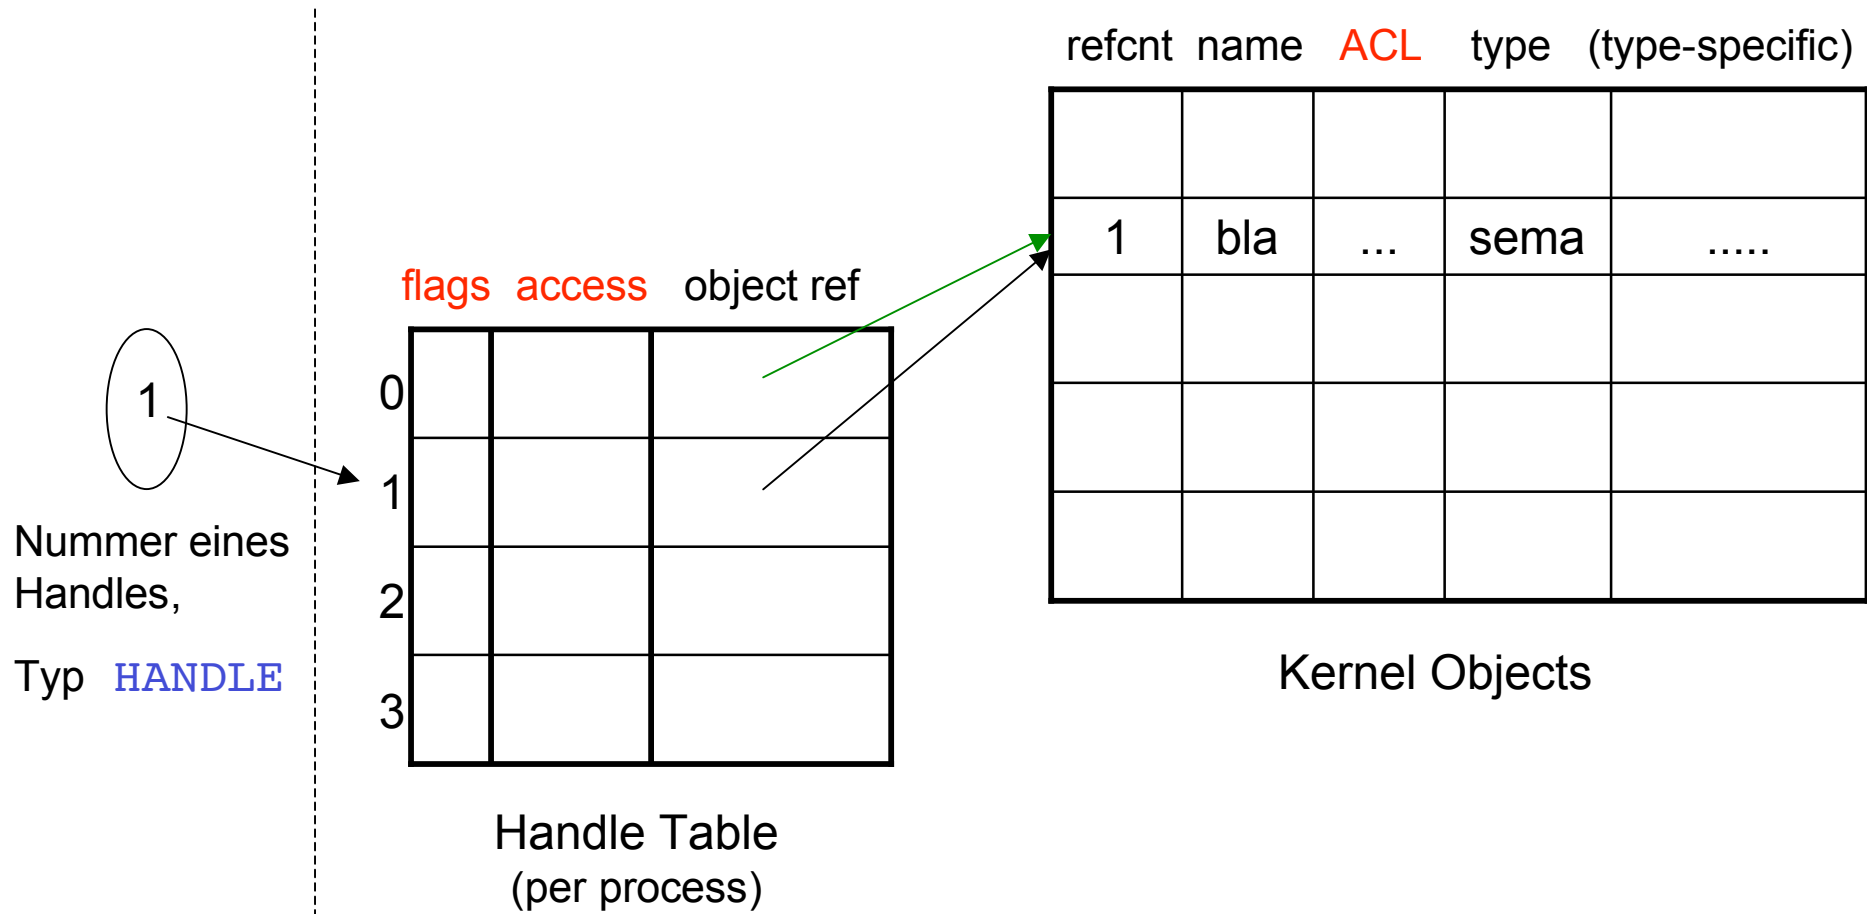 refcnt name ACL type (type-specific)
1 bla ... sema .....
flags access object ref
0
1
2
3
1
Nummer eines
Handles,
Typ HANDLE
Handle Table
(per process)
Kernel Objects